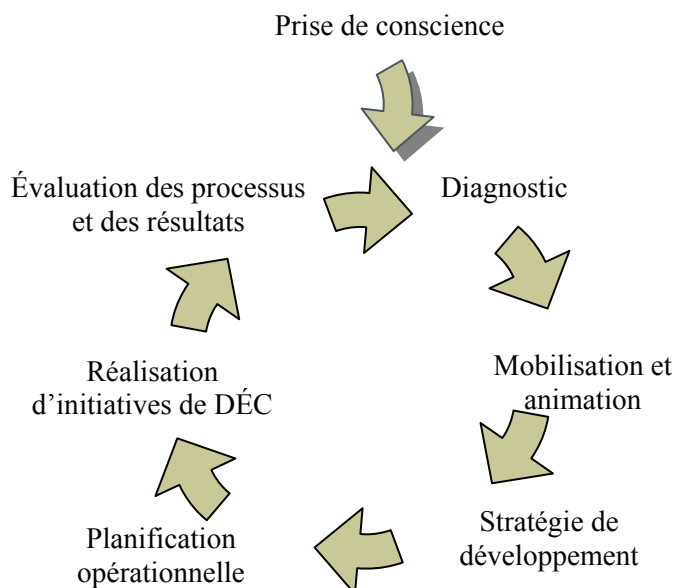 Prise de conscience
Diagnostic
Mobilisation et
animation
Stratégie de
développement
Planification
opérationnelle
Réalisation
d’initiatives de DÉC
Évaluation des processus
et des résultats